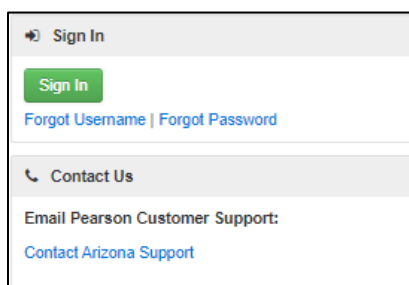 Sign In
Sign In
Forgot Username | Forgot Password
Contact Us
Email Pearson Customer Support:
Contact Arizona Support